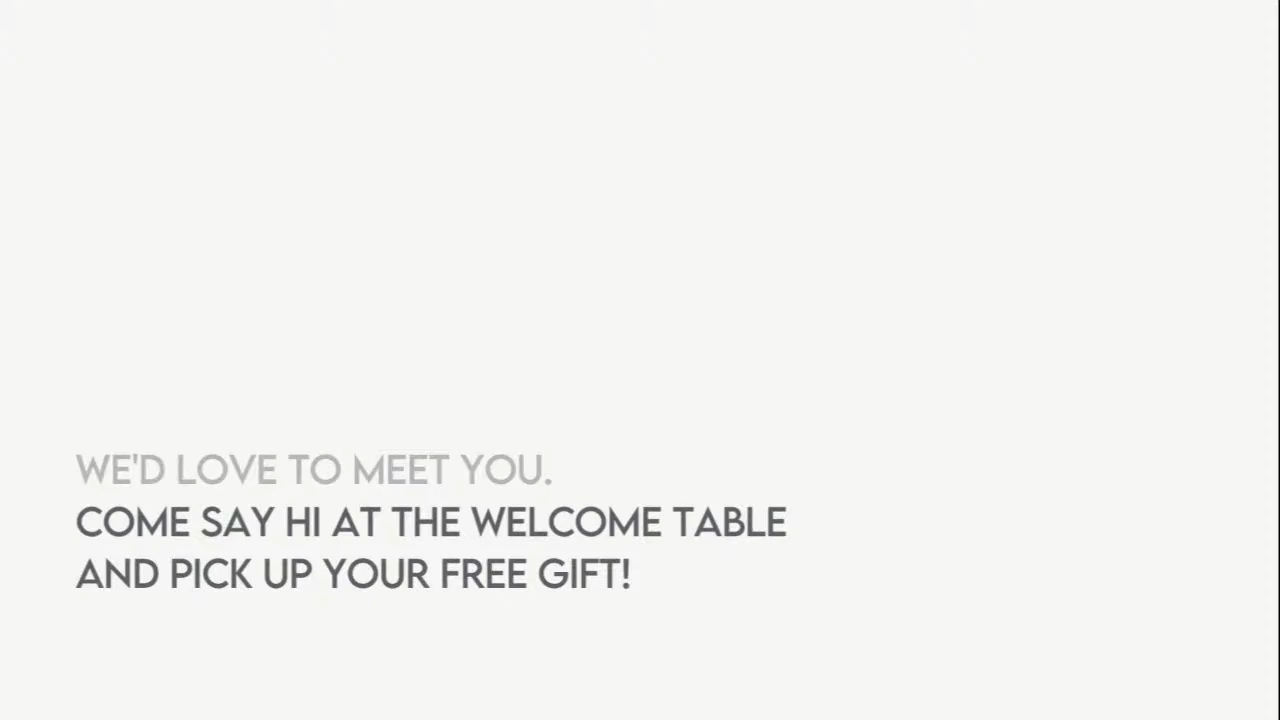 WE'D LOVE TO MEET YOU.
COME SAY HI AT THE WELCOME TABLE
AND PICK UP YOUR FREE GIFT!